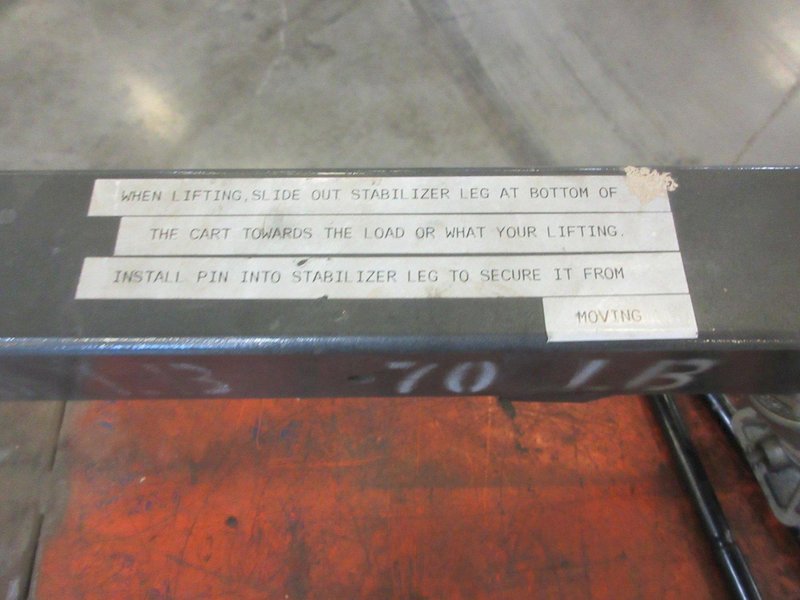 WHEN LIFTING,SLIDE OUT STABILIZER LEG AT BOTTOM OF
THE CART TOWARDS THE LOAD OR WHAT YOUR LIFTING.
INSTALL PIN INTO STABILIZER LEG TO SECURE IT FROM
MOVING
70 LB